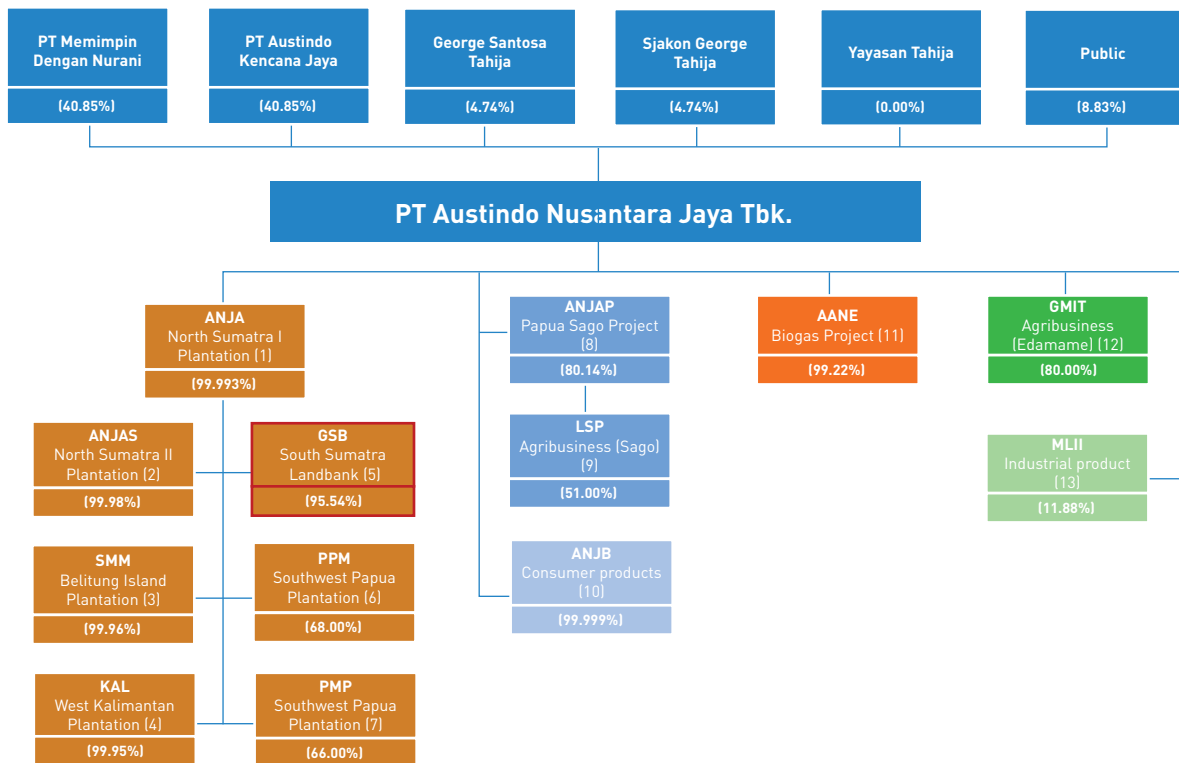 PT Memimpin
Dengan Nurani
(40.85%)
PT Austindo
Kencana Jaya
(40.85%)
George Santosa
Tahija
(4.74%)
Sjakon George
Tahija
(4.74%)
Yayasan Tahija
(0.00%)
Public
(8.83%)
PT Austindo Nusantara Jaya Tbk.
ANJA
North Sumatra I
Plantation (1)
(99.993%)
ANJAS
North Sumatra II
Plantation (2)
(99.98%)
GSB
South Sumatra
Landbank (5)
(95.54%)
SMM
Belitung Island
Plantation (3)
(99.96%)
PPM
Southwest Papua
Plantation (6)
(68.00%)
KAL
West Kalimantan
Plantation (4)
(99.95%)
PMP
Southwest Papua
Plantation (7)
(66.00%)
ANJAP
Papua Sago Project
(8)
(80.14%)
LSP
Agribusiness (Sago)
(9)
(51.00%)
ANJB
Consumer products
(10)
(99.999%)
AANE
Biogas Project (11)
(99.22%)
GMIT
Agribusiness
(Edamame) (12)
(80.00%)
MLII
Industrial product
(13)
(11.88%)